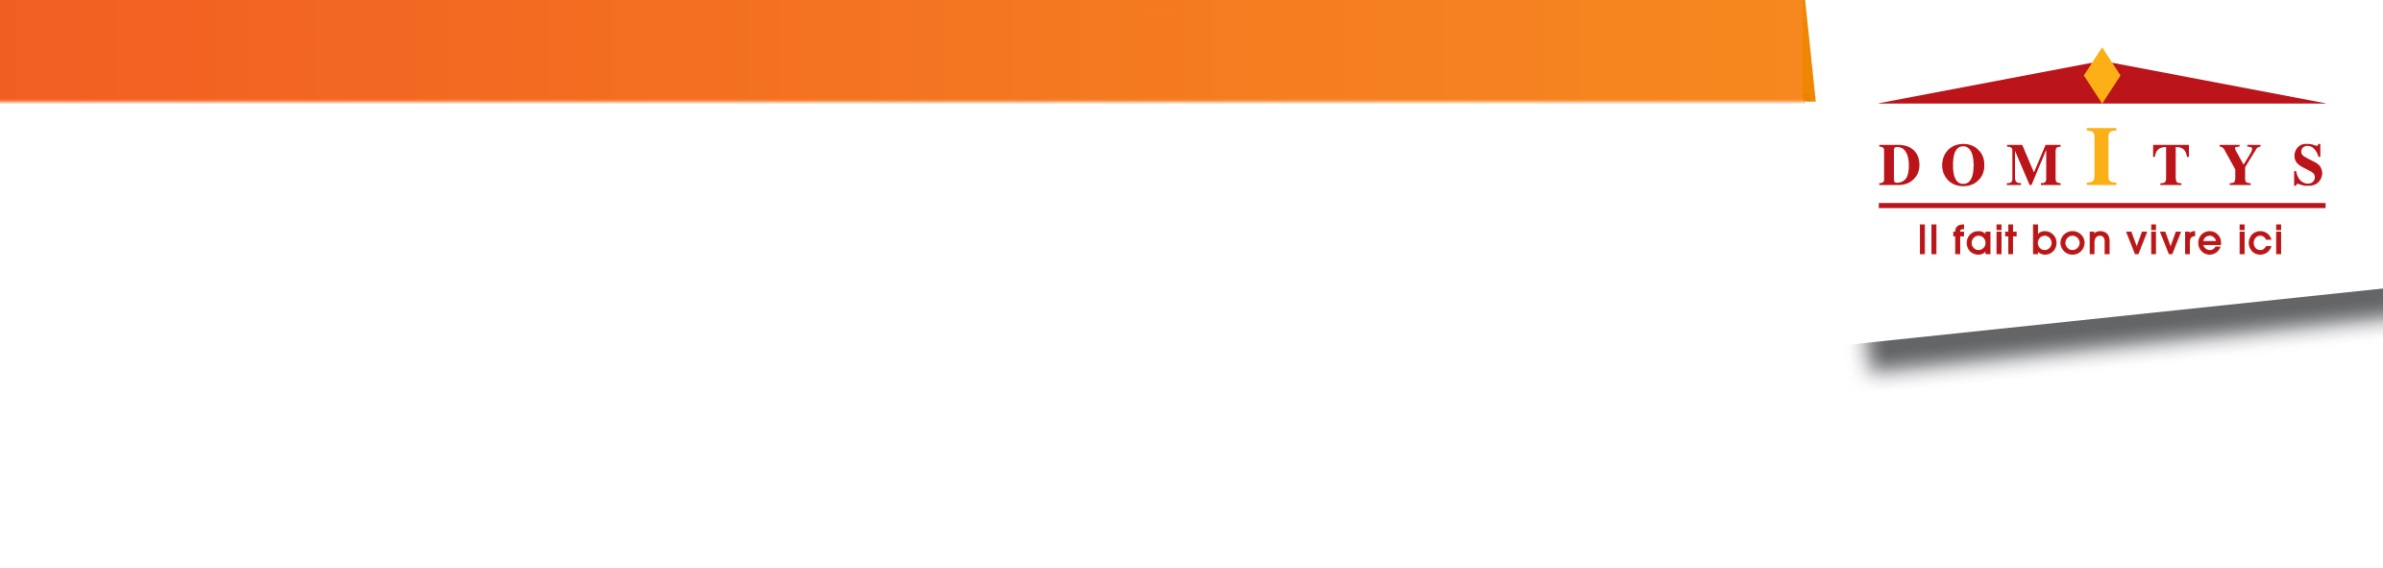 DOMITYS
Il fait bon vivre ici